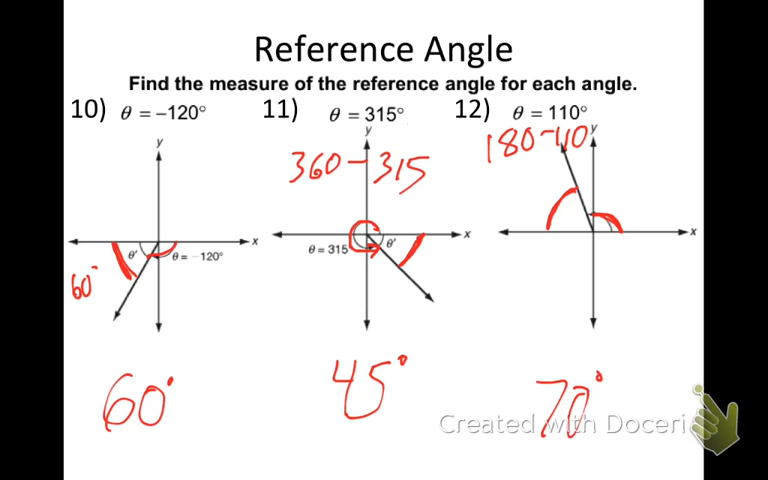 Reference Angle
Find the measure of the reference angle for each angle.
10) θ = −120° 11) θ = 315° 12) θ = 110°
180-110
y y y
360-315
x x x
θ' θ = −120° θ = 315 θ' 
60°
60° 45° 70°
Created with Doceri